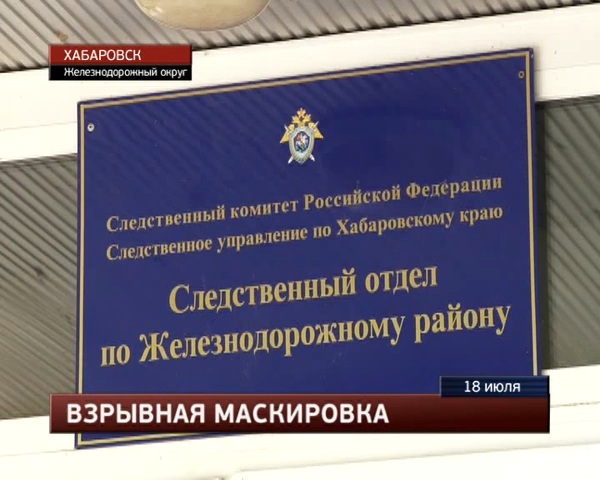 ХАБАРОВСК
Железнодорожный округ
Следственный комитет Российской Федерации
Следственное управление по Хабаровскому краю
Следственный отдел
по Железнодорожному району
18 июля
ВЗРЫВНАЯ МАСКИРОВКА